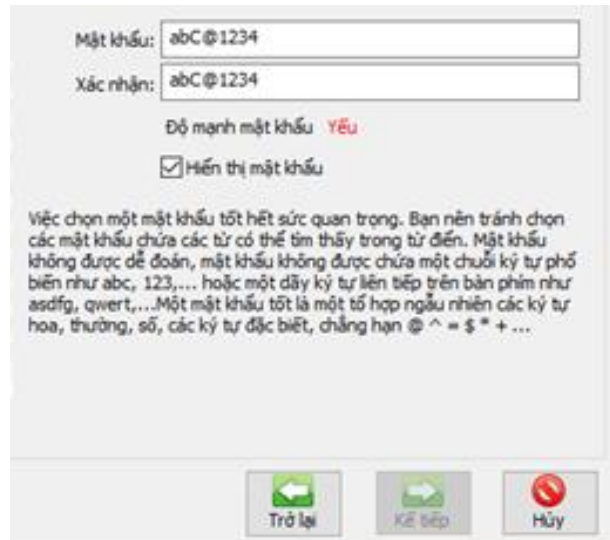 Mật khẩu: abC@1234
Xác nhận: abC@1234
Độ mạnh mật khẩu Yếu
Hiển thị mật khẩu
Việc chọn một mật khẩu tốt hết sức quan trọng. Bạn nên tránh chọn
các mật khẩu chứa các từ có thể tìm thấy trong từ điển. Mật khẩu
không được dễ đoán, mật khẩu không được chứa một chuỗi ký tự phổ
biến như abc, 123,... hoặc một dãy ký tự liên tiếp trên bàn phím như
asdfg, qwert,...Một mật khẩu tốt là một tổ hợp ngẫu nhiên các ký tự
hoa, thường, số, các ký tự đặc biệt, chẳng hạn @ ^ = $ * + ...
Trở lại Kế tiếp Hủy